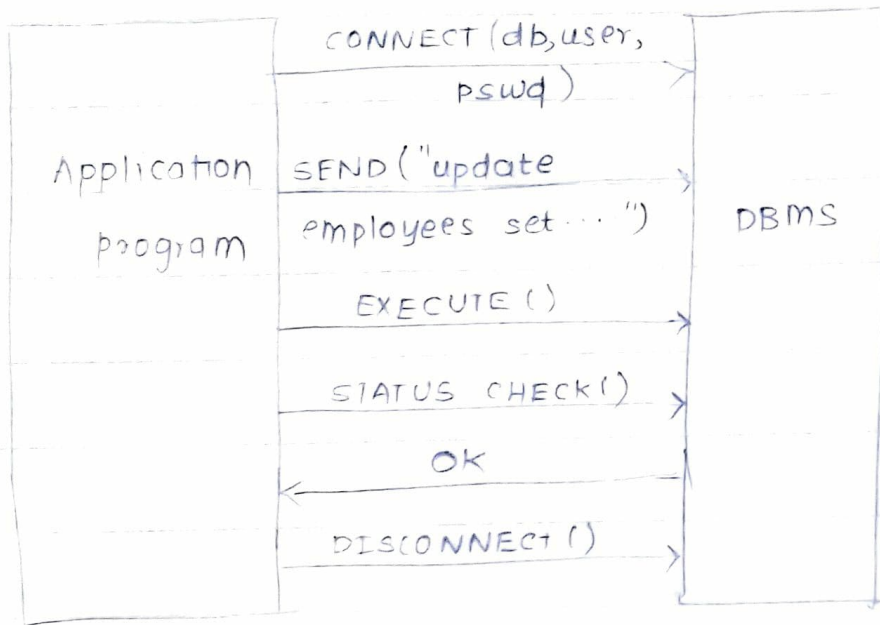 CONNECT (db, user,
pswd)
Application
program
SEND ("update
employees set .... ")
DBMS
EXECUTE ()
STATUS CHECK()
OK
DISCONNECT ()